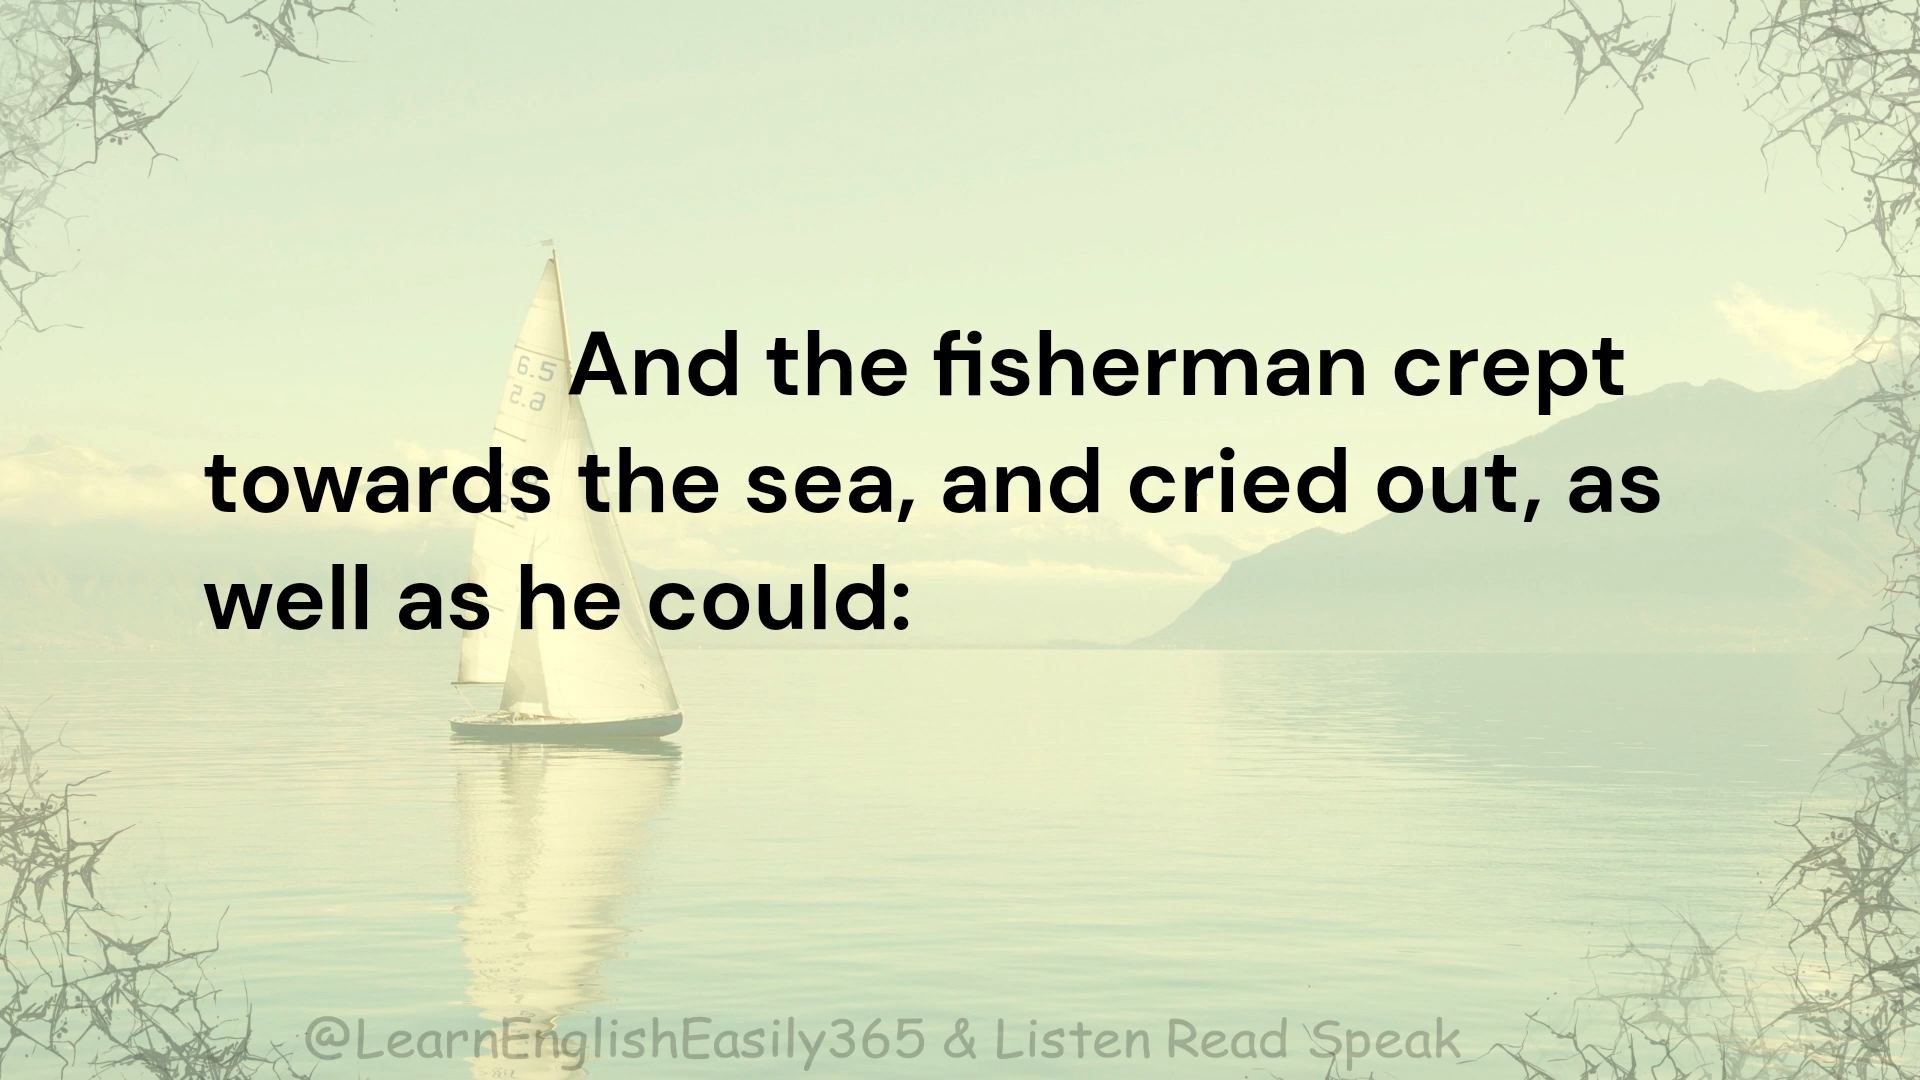 6.5
And the fisherman crept
towards the sea, and cried out, as
well as he could:
@LearnEnglishEasily365 & Listen Read Speak